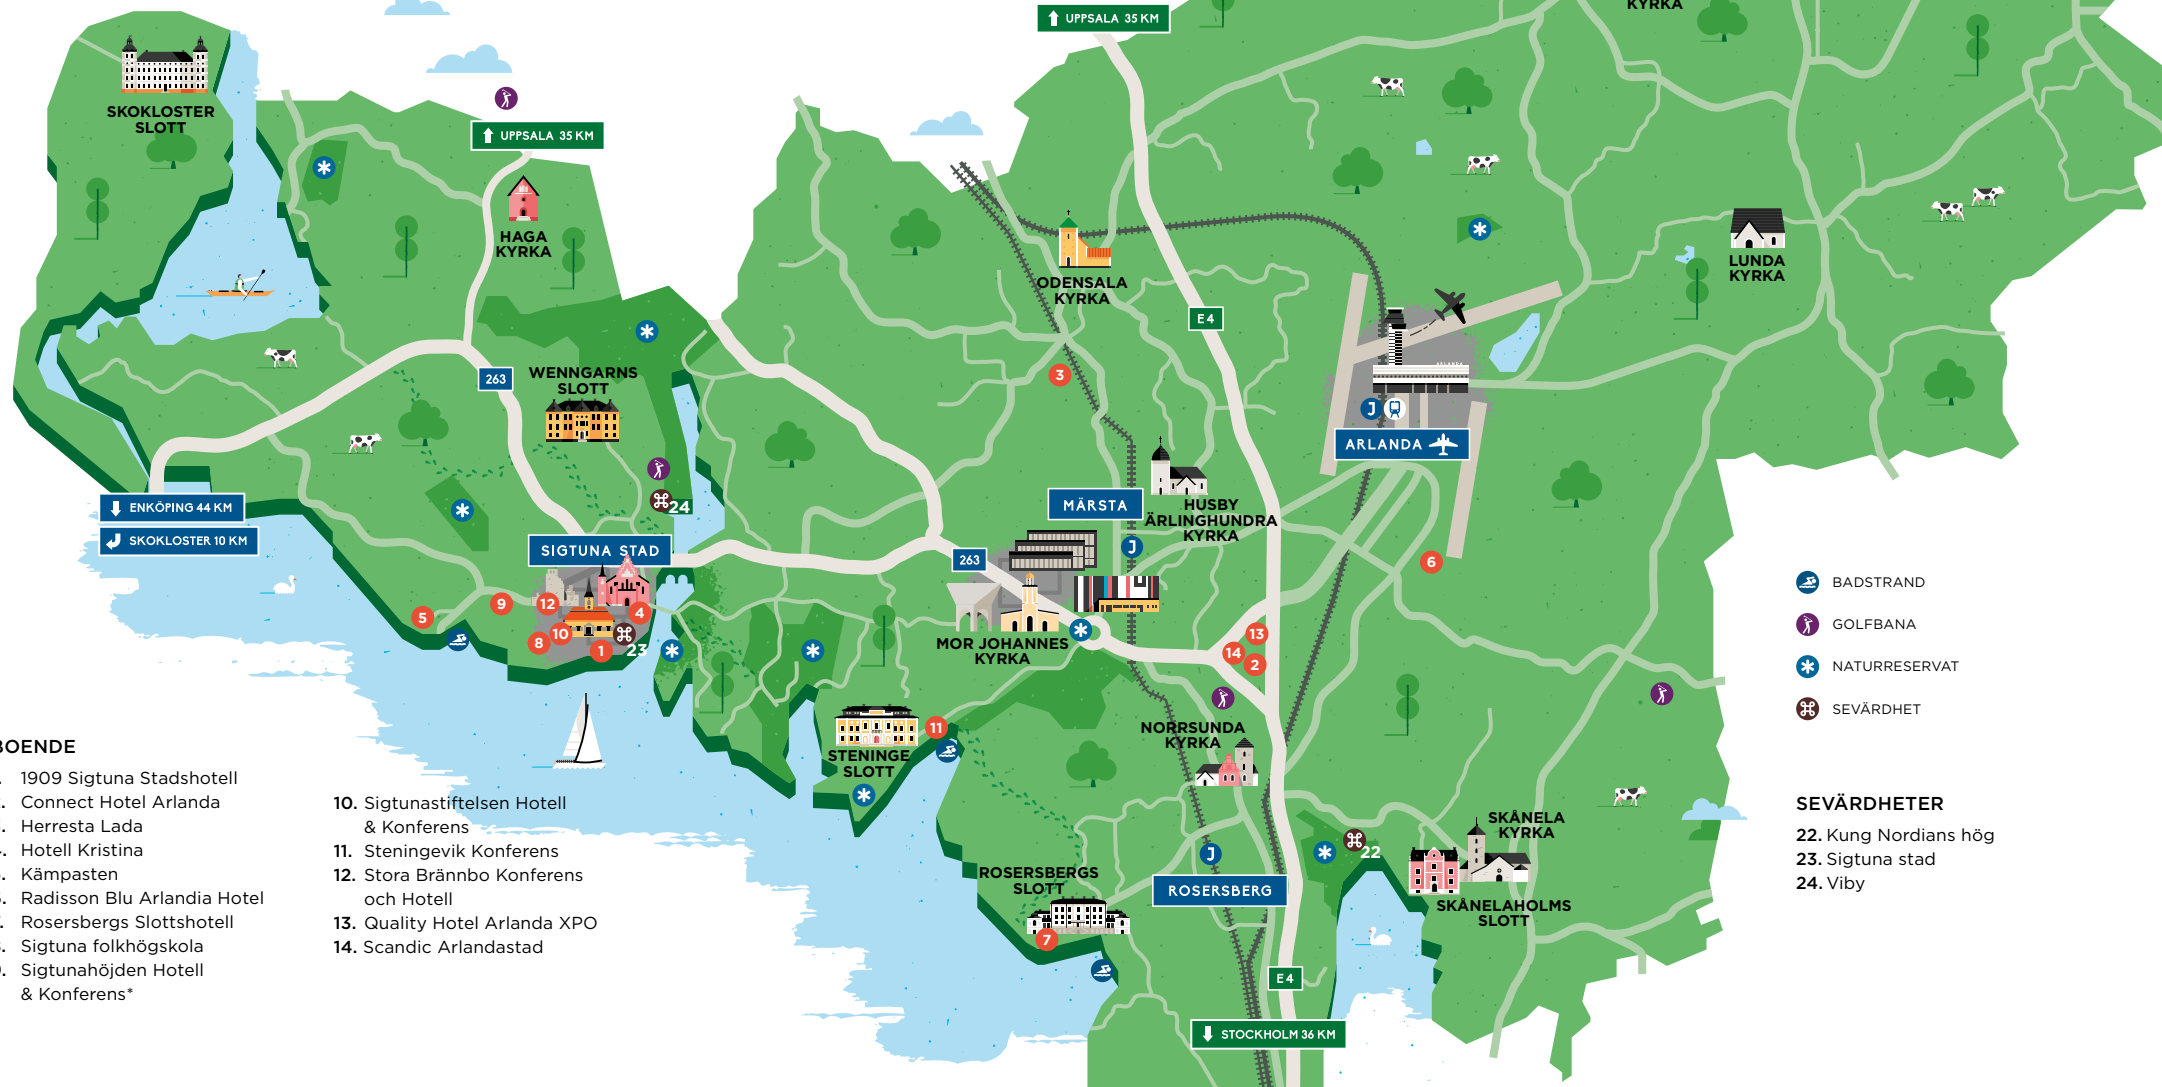 KYRKA
UPPSALA 35 KM
SKOKLOSTER
SLOTT
UPPSALA 35 KM
HAGA
KYRKA
ODENSALA
KYRKA
LUNDA
KYRKA
E4
263
WENNGARNS
SLOTT
3
ARLANDA
J
ARLANDA
24
ENKÖPING 44 KM
SKOKLOSTER 10 KM
MÄRSTA
HUSBY
ÄRLINGHUNDRA
KYRKA
SIGTUNA STAD
J
263
6
5
9
12
4
8
10
1
23
MOR JOHANNES
KYRKA
13
14
2
BADSTRAND
GOLFBANA
NATURRESERVAT
SEVÄRDHET
11
STENINGE
SLOTT
NORRSUNDA
KYRKA
BOENDE
1909 Sigtuna Stadshotell
Connect Hotel Arlanda
Herresta Lada
Hotell Kristina
Kämpasten
Radisson Blu Arlandia Hotel
Rosersbergs Slottshotell
Sigtuna folkhögskola
Sigtunahöjden Hotell
& Konferens*
10. Sigtunastiftelsen Hotell
& Konferens
11. Steningevik Konferens
12. Stora Brännbo Konferens
och Hotell
13. Quality Hotel Arlanda XPO
14. Scandic Arlandastad
SKÅNELA
KYRKA
22
J
ROSERSBERGS
SLOTT
7
ROSERSBERG
SKÅNELAHOLMS
SLOTT
E4
STOCKHOLM 36 KM
SEVÄRDHETER
22. Kung Nordians hög
23. Sigtuna stad
24. Viby